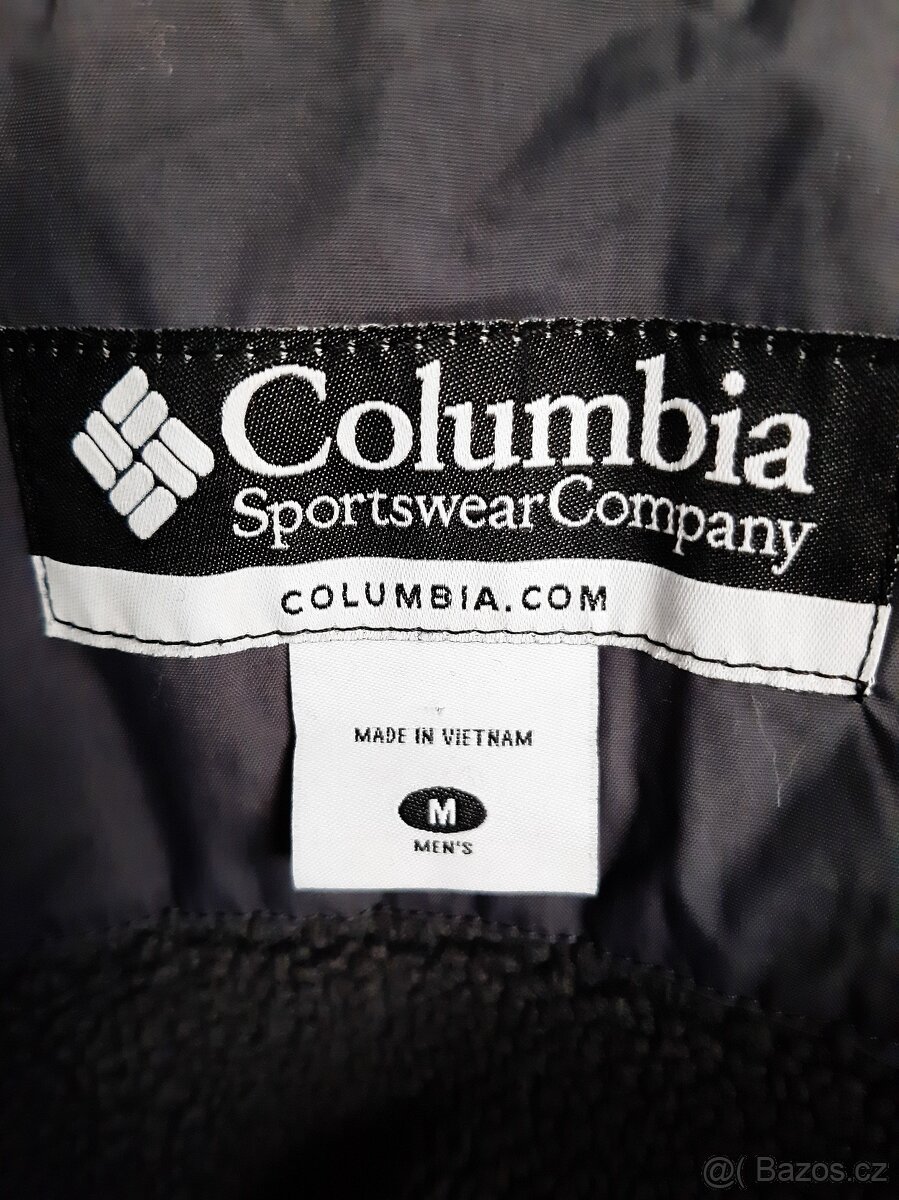 Columbia
Sportswear Company
COLUMBIA.COM
MADE IN VIETNAM
M
MEN'S
@( Bazos.cz